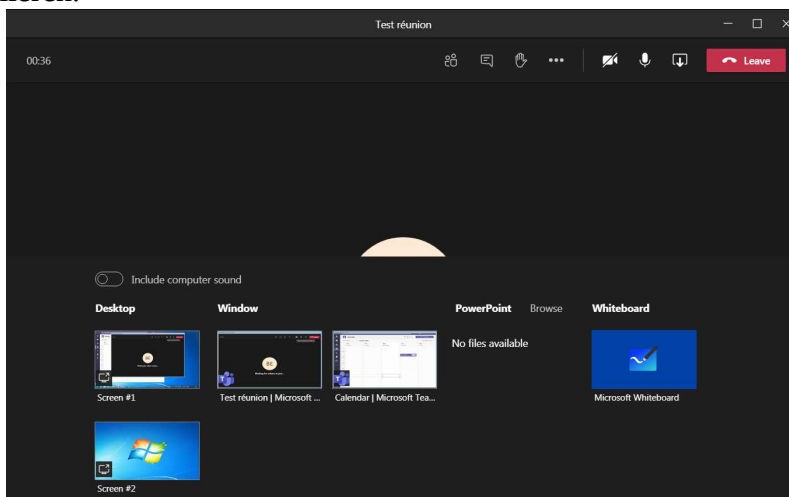 Test réunion
00:36
Leave
Include computer sound
Desktop
Window
PowerPoint
Browse
Whiteboard
No files available
Screen #1
Test réunion | Microsoft ...
Calendar | Microsoft Tea...
Microsoft Whiteboard
Screen #2